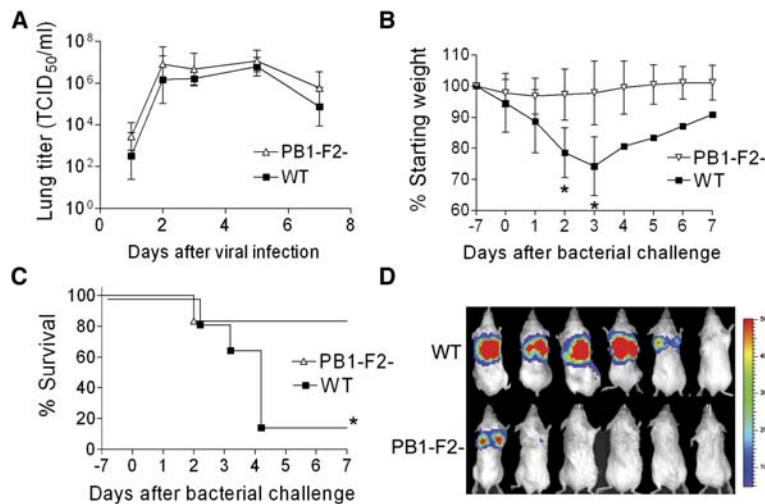 A
Lung titer (TCID50/ml)
10^8
10^6
10^4
10^2
10^0
PB1-F2-
WT
0 2 4 6 8
Days after viral infection
B
% Starting weight
110
100
90
80
70
60
PB1-F2-
WT
* *
-7 0 1 2 3 4 5 6 7
Days after bacterial challenge
C
% Survival
100
80
60
40
20
0
PB1-F2-
WT
*
-7 0 1 2 3 4 5 6 7
Days after bacterial challenge
D
WT
PB1-F2-